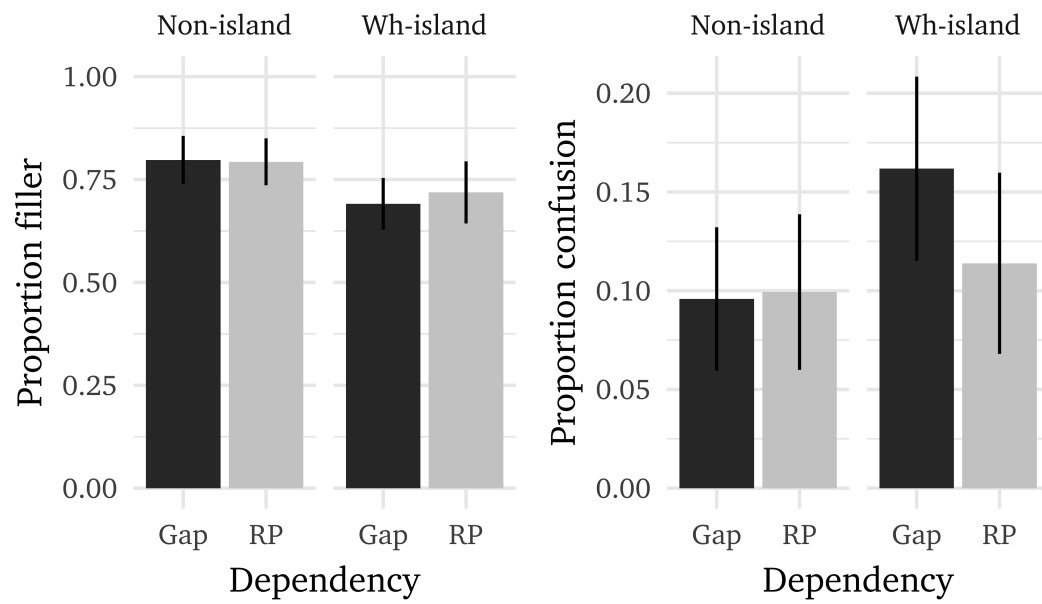 Non-island Wh-island
1.00
0.75
0.50
0.25
0.00
Proportion filler
Gap RP Gap RP
Dependency
Non-island Wh-island
0.20
0.15
0.10
0.05
0.00
Proportion confusion
Gap RP Gap RP
Dependency